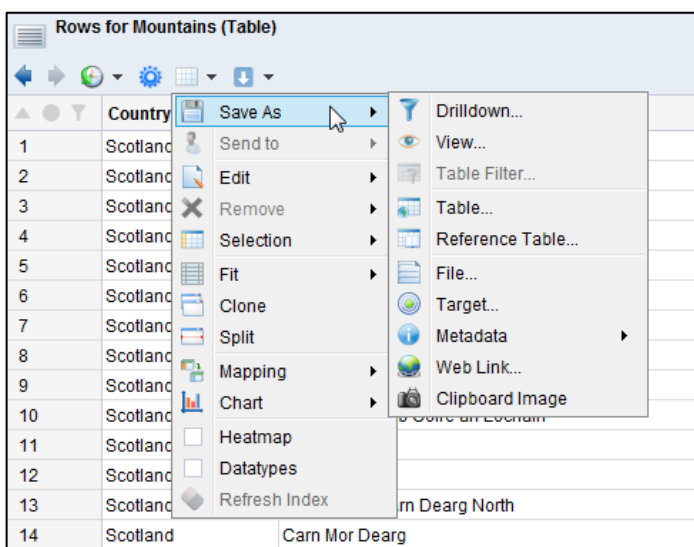 Rows for Mountains (Table)
Country
1 Scotland
2 Scotland
3 Scotland
4 Scotland
5 Scotland
6 Scotland
7 Scotland
8 Scotland
9 Scotland
10 Scotland
11 Scotland
12 Scotland
13 Scotland rn Dearg North
14 Scotland Carn Mor Dearg
Save As
Send to
Edit
Remove
Selection
Fit
Clone
Split
Mapping
Chart
Heatmap
Datatypes
Refresh Index
Drilldown...
View...
Table Filter...
Table...
Reference Table...
File...
Target...
Metadata
Web Link...
Clipboard Image